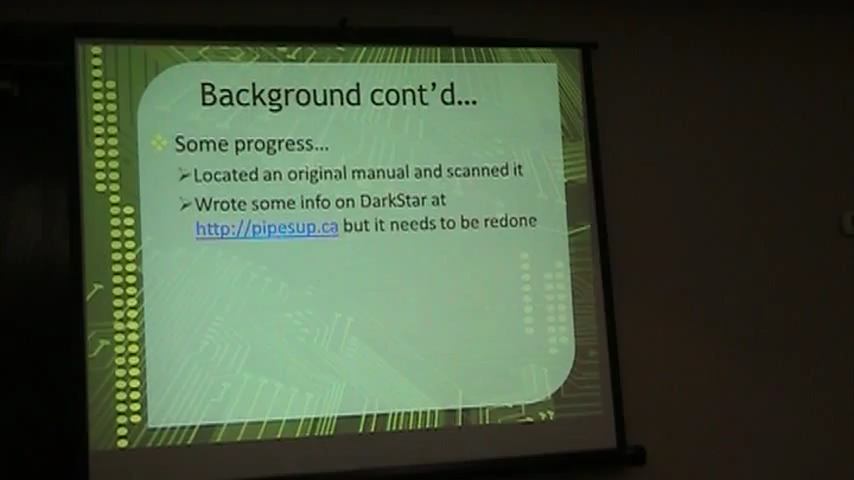 Background cont’d...
Some progress...
Located an original manual and scanned it
Wrote some info on DarkStar at
http://pipesup.ca but it needs to be redone